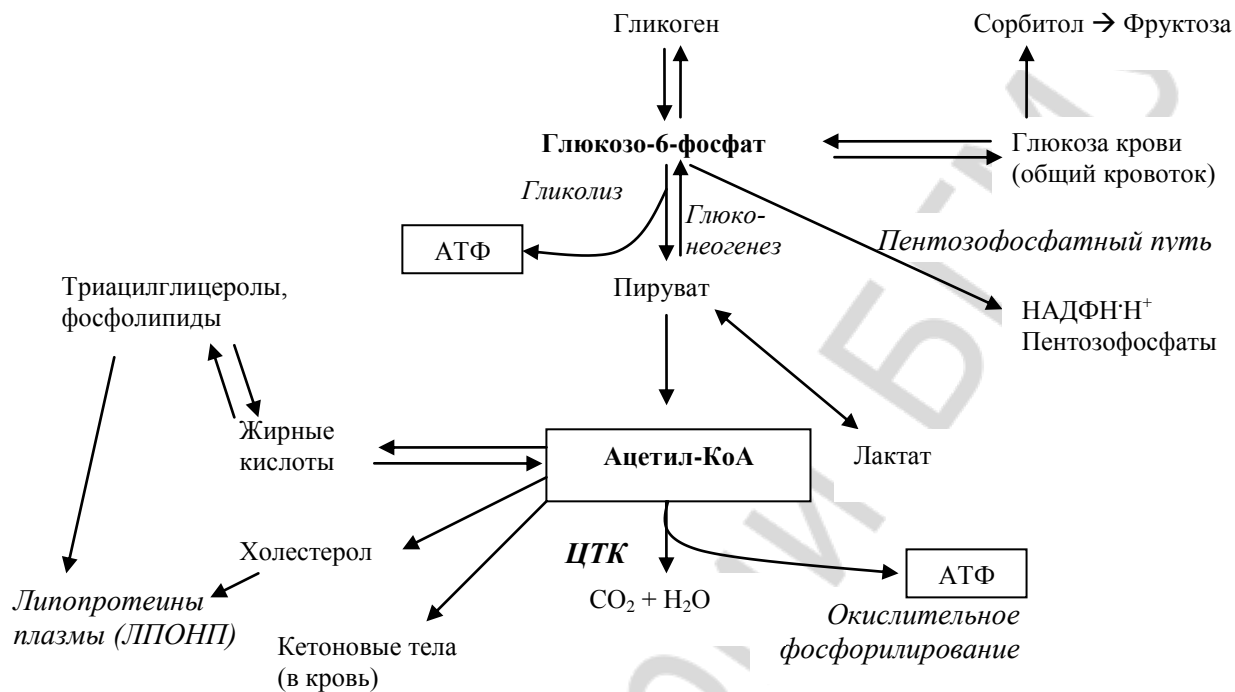 Гликоген
Сорбитол → Фруктоза
Глюкозо-6-фосфат
Глюкоза крови
(общий кровоток)
Гликолиз
Глюко-
неогенез
АТФ
Пентозофосфатный путь
Триацилглицеролы,
фосфолипиды
Пируват
НАДФН·Н⁺
Пентозофосфаты
Жирные
кислоты
Ацетил-КоА
Лактат
Холестерол
ЦТК
АТФ
Липопротеины
плазмы (ЛПОНП)
CO₂ + H₂O
Окислительное
фосфорилирование
Кетоновые тела
(в кровь)